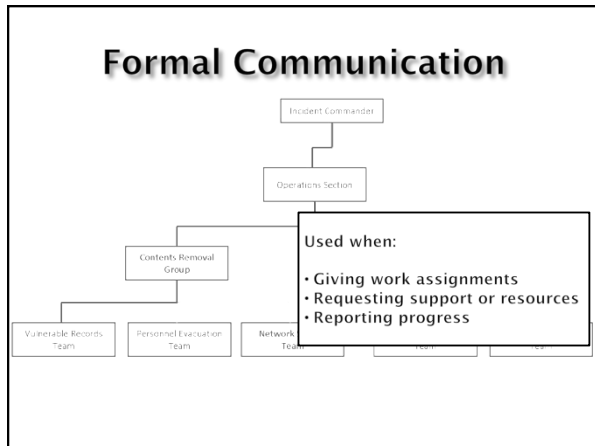 Formal Communication
Incident Commander
Operations Section
Used when:
Contents Removal
Group
• Giving work assignments
• Requesting support or resources
• Reporting progress
Vulnerable Records
Team
Personnel Evacuation
Team
Network
Team
Team
Team